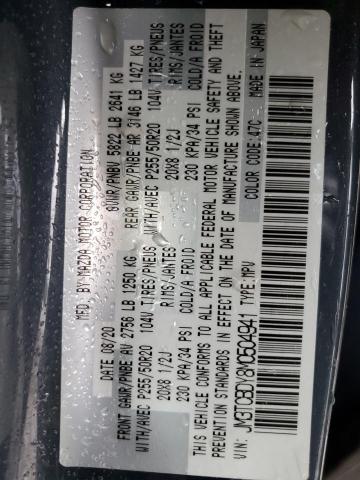 MFD. BY MAZDA MOTOR CORPORATION
DATE 08/20 GVWR/PNBV 5822 LB 2641 KG
FRONT GAWR/PNBE AV 2756 LB 1250 KG REAR GAWR/PNBE AR 3146 LB 1427 KG
WITH/AVEC P255/50R20 104V TIRES/PNEUS WITH/AVEC P255/50R20 104V TIRES/PNEUS
20X8 1/2J RIMS/JANTES 20X8 1/2J RIMS/JANTES
230 KPA/34 PSI COLD/A FROID 230 KPA/34 PSI COLD/A FROID
THIS VEHICLE CONFORMS TO ALL APPLICABLE FEDERAL MOTOR VEHICLE SAFETY AND THEFT
PREVENTION STANDARDS IN EFFECT ON THE DATE OF MANUFACTURE SHOWN ABOVE.
VIN: JM3TCBDY8M0504941 TYPE:MPV COLOR CODE:47C MADE IN JAPAN